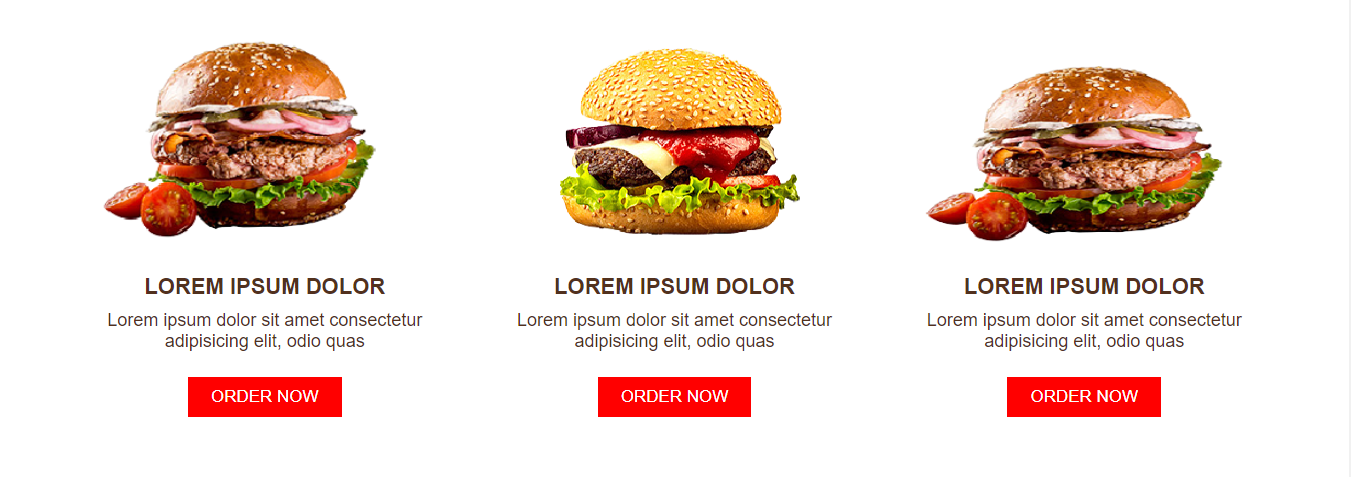 LOREM IPSUM DOLOR
Lorem ipsum dolor sit amet consectetur
adipisicing elit, odio quas
ORDER NOW
LOREM IPSUM DOLOR
Lorem ipsum dolor sit amet consectetur
adipisicing elit, odio quas
ORDER NOW
LOREM IPSUM DOLOR
Lorem ipsum dolor sit amet consectetur
adipisicing elit, odio quas
ORDER NOW